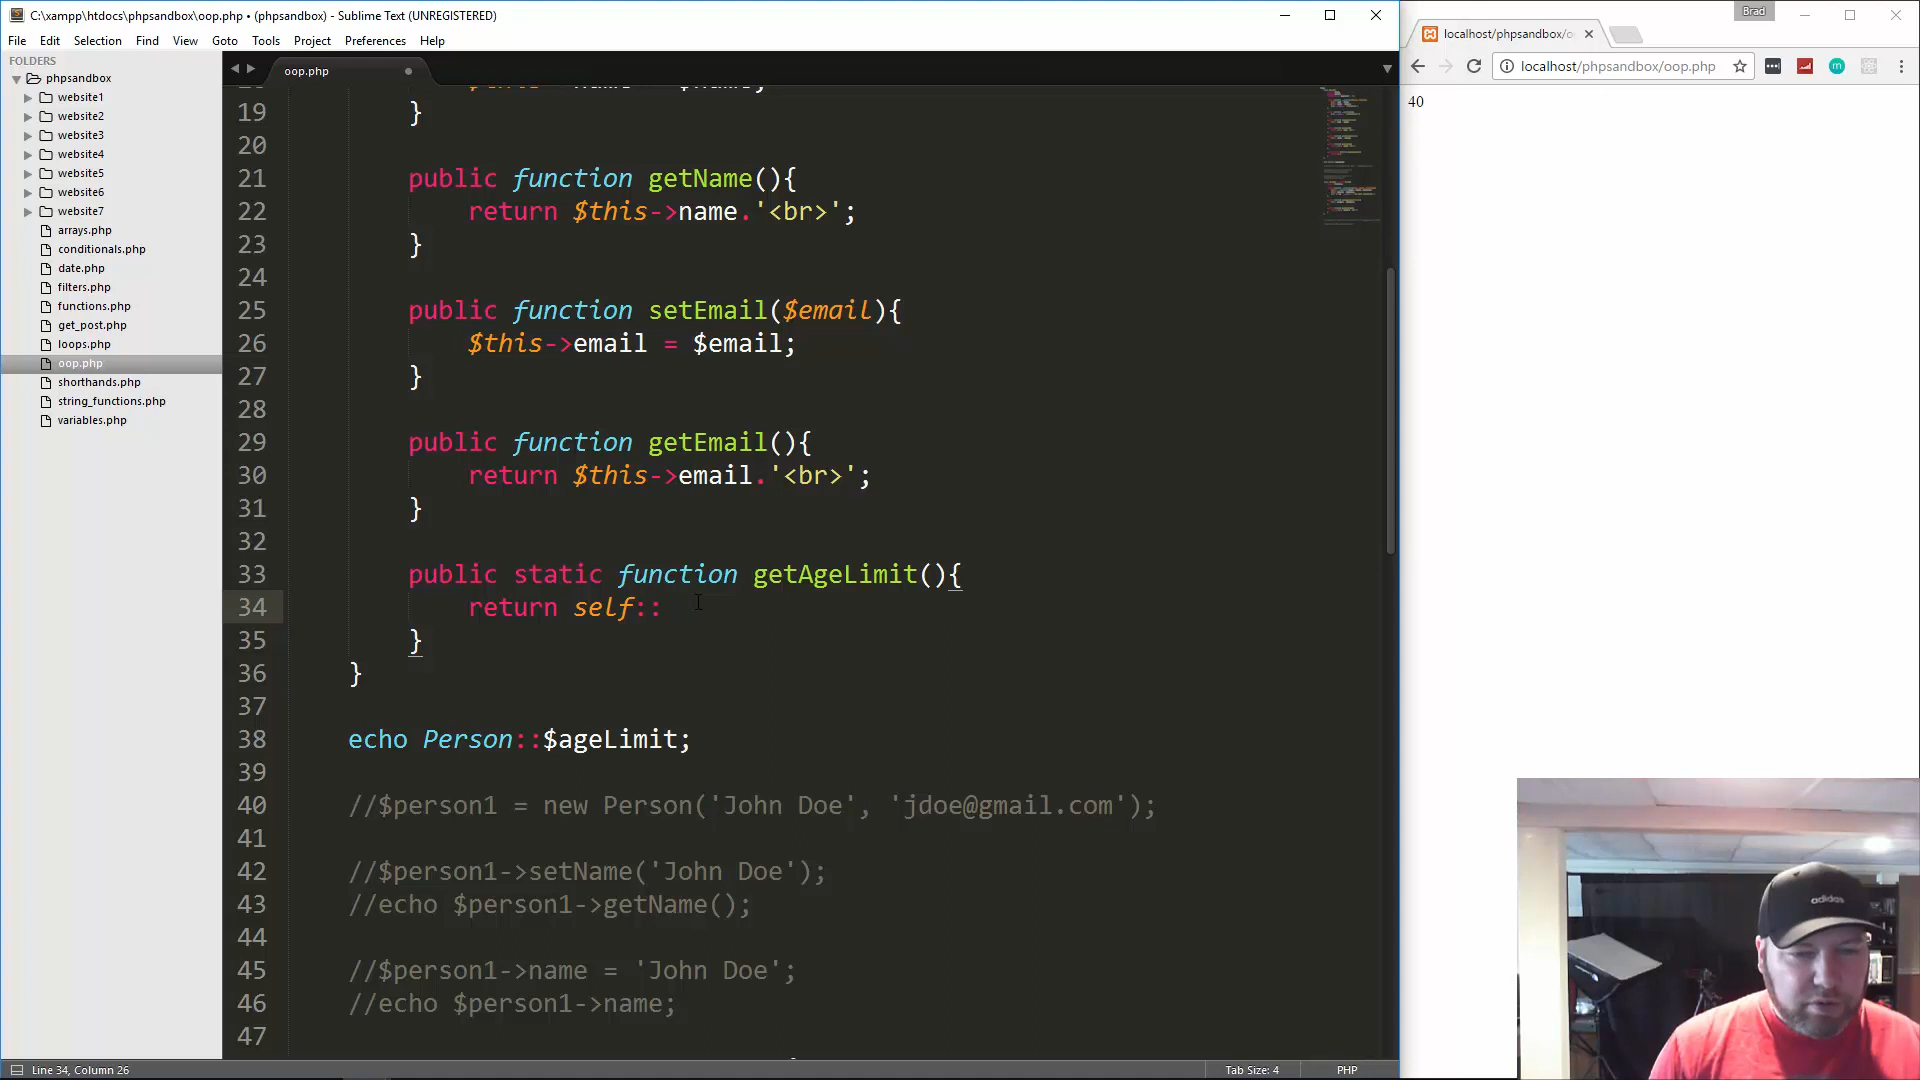 C:\xampp\htdocs\phpsandbox\oop.php • (phpsandbox) - Sublime Text (UNREGISTERED)
Brad
File Edit Selection Find View Goto Tools Project Preferences Help
localhost/phpsandbox/o
localhost/phpsandbox/oop.php
40
FOLDERS
phpsandbox
website1
website2
website3
website4
website5
website6
website7
arrays.php
conditionals.php
date.php
filters.php
functions.php
get_post.php
loops.php
oop.php
shorthands.php
string_functions.php
variables.php
oop.php
19 }
20
21 public function getName(){
22 return $this->name.'<br>';
23 }
24
25 public function setEmail($email){
26 $this->email = $email;
27 }
28
29 public function getEmail(){
30 return $this->email.'<br>';
31 }
32
33 public static function getAgeLimit(){
34 return self::
35 }
36 }
37
38 echo Person::$ageLimit;
39
40 //$person1 = new Person('John Doe', 'jdoe@gmail.com');
41
42 //$person1->setName('John Doe');
43 //echo $person1->getName();
44
45 //$person1->name = 'John Doe';
46 //echo $person1->name;
47
adidas
Line 34, Column 26
Tab Size: 4
PHP